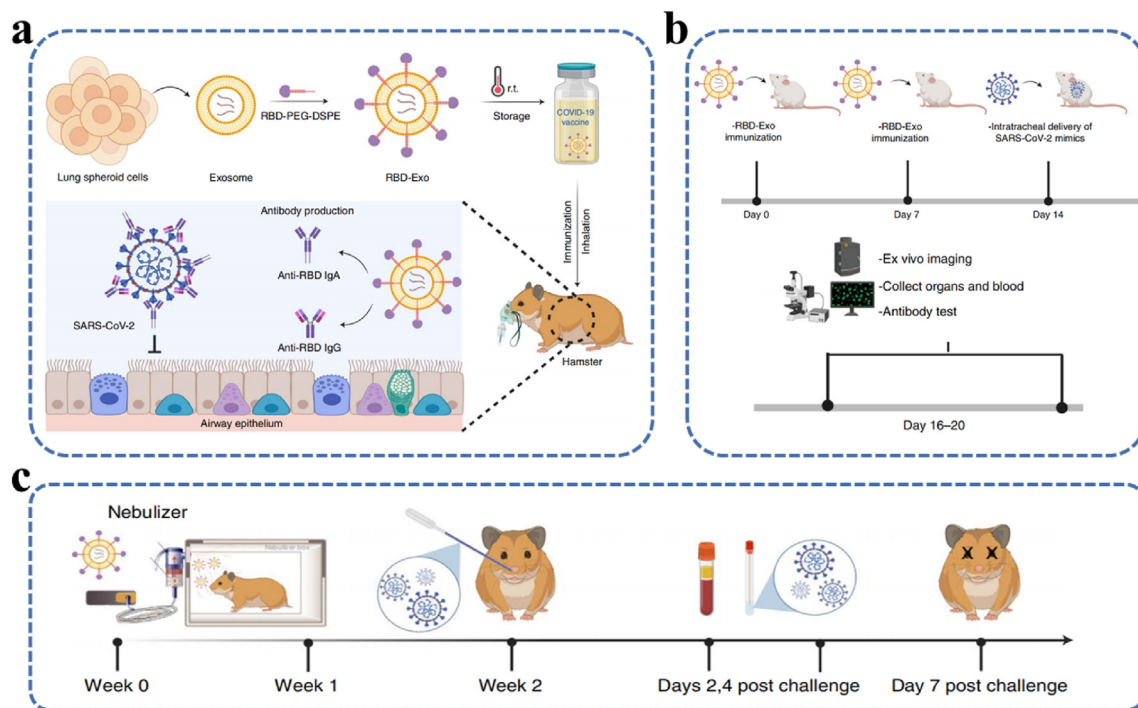 a
Lung spheroid cells
Exosome
RBD-PEG-DSPE
RBD-Exo
r.t.
Storage
COVID-19
vaccine
Immunization
Inhalation
Hamster
Antibody production
Anti-RBD IgA
Anti-RBD IgG
SARS-CoV-2
Airway epithelium
b
-RBD-Exo
immunization
-RBD-Exo
immunization
-Intratracheal delivery of
SARS-CoV-2 mimics
Day 0
Day 7
Day 14
-Ex vivo imaging
-Collect organs and blood
-Antibody test
Day 16–20
c
Nebulizer
Nebulizer box
Week 0
Week 1
Week 2
Days 2,4 post challenge
Day 7 post challenge